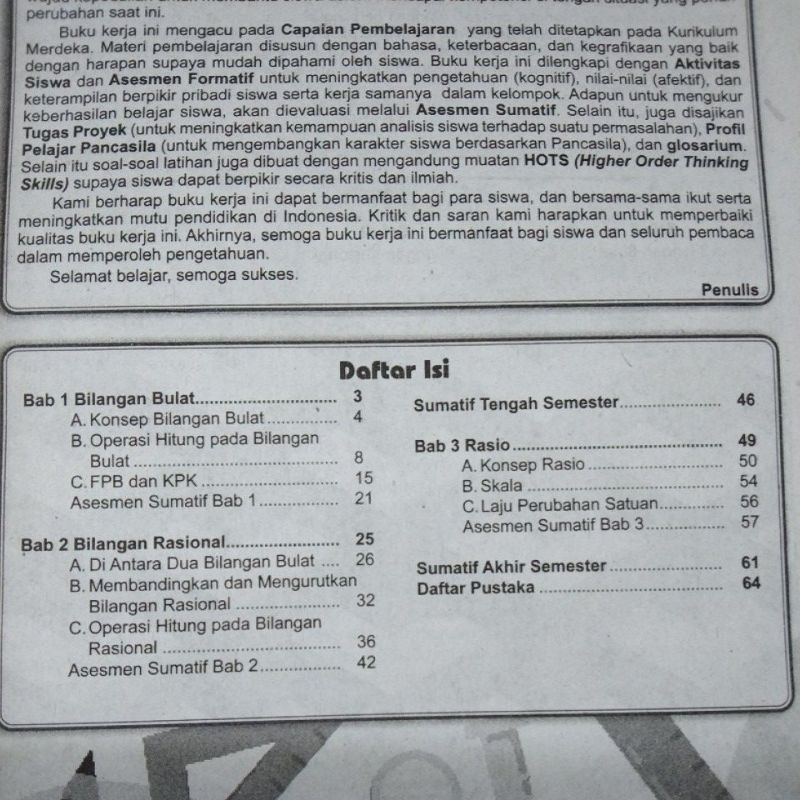 perubahan saat ini.
Buku kerja ini mengacu pada Capaian Pembelajaran yang telah ditetapkan pada Kurikulum
Merdeka. Materi pembelajaran disusun dengan bahasa, keterbacaan, dan kegrafikaan yang baik
dengan harapan supaya mudah dipahami oleh siswa. Buku kerja ini dilengkapi dengan Aktivitas
Siswa dan Asesmen Formatif untuk meningkatkan pengetahuan (kognitif), nilai-nilai (afektif), dan
keterampilan berpikir pribadi siswa serta kerja samanya dalam kelompok. Adapun untuk mengukur
keberhasilan belajar siswa, akan dievaluasi melalui Asesmen Sumatif. Selain itu, juga disajikan
Tugas Proyek (untuk meningkatkan kemampuan analisis siswa terhadap suatu permasalahan), Profil
Pelajar Pancasila (untuk mengembangkan karakter siswa berdasarkan Pancasila), dan glosarium.
Selain itu soal-soal latihan juga dibuat dengan mengandung muatan HOTS (Higher Order Thinking
Skills) supaya siswa dapat berpikir secara kritis dan ilmiah.
Kami berharap buku kerja ini dapat bermanfaat bagi para siswa, dan bersama-sama ikut serta
meningkatkan mutu pendidikan di Indonesia. Kritik dan saran kami harapkan untuk memperbaiki
kualitas buku kerja ini. Akhirnya, semoga buku kerja ini bermanfaat bagi siswa dan seluruh pembaca
dalam memperoleh pengetahuan.
Selamat belajar, semoga sukses.
Penulis
Daftar Isi
Bab 1 Bilangan Bulat.......................... 3
A. Konsep Bilangan Bulat............. 4
B. Operasi Hitung pada Bilangan
Bulat ..................................... 8
C. FPB dan KPK ......................... 15
Asesmen Sumatif Bab 1............... 21
Bab 2 Bilangan Rasional..................... 25
A. Di Antara Dua Bilangan Bulat .... 26
B. Membandingkan dan Mengurutkan
Bilangan Rasional ................... 32
C. Operasi Hitung pada Bilangan
Rasional ................................. 36
Asesmen Sumatif Bab 2............... 42
Sumatif Tengah Semester................... 46
Bab 3 Rasio....................................... 49
A. Konsep Rasio ......................... 50
B. Skala ..................................... 54
C. Laju Perubahan Satuan............ 56
Asesmen Sumatif Bab 3............... 57
Sumatif Akhir Semester ..................... 61
Daftar Pustaka .................................. 64